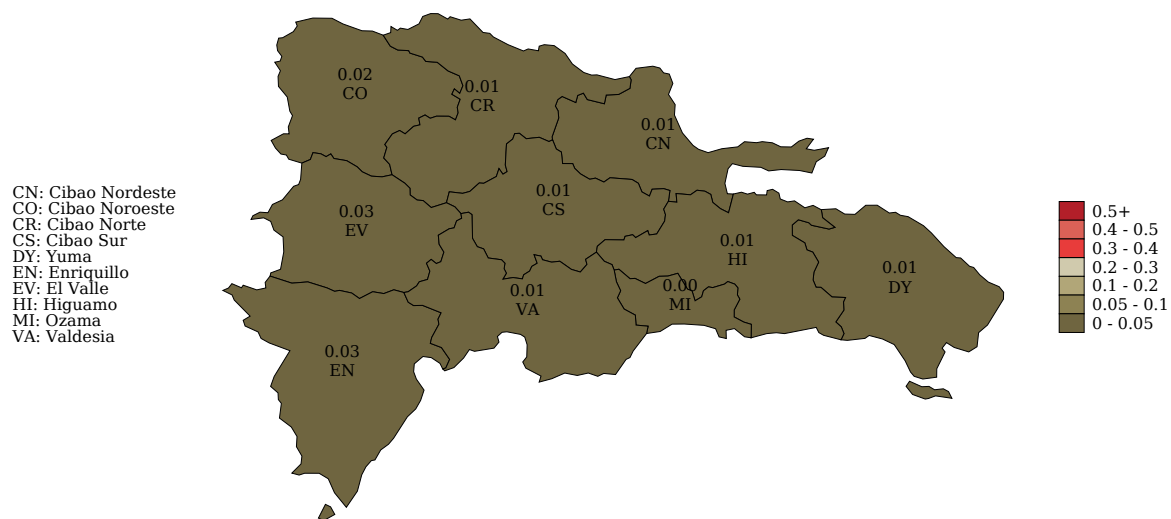 0.02
CO
0.01
CR
0.01
CN
0.01
CS
0.03
EV
0.01
HI
0.01
DY
0.00
MI
0.01
VA
0.03
EN
CN: Cibao Nordeste
CO: Cibao Noroeste
CR: Cibao Norte
CS: Cibao Sur
DY: Yuma
EN: Enriquillo
EV: El Valle
HI: Higuamo
MI: Ozama
VA: Valdesia
0.5+
0.4 - 0.5
0.3 - 0.4
0.2 - 0.3
0.1 - 0.2
0.05 - 0.1
0 - 0.05